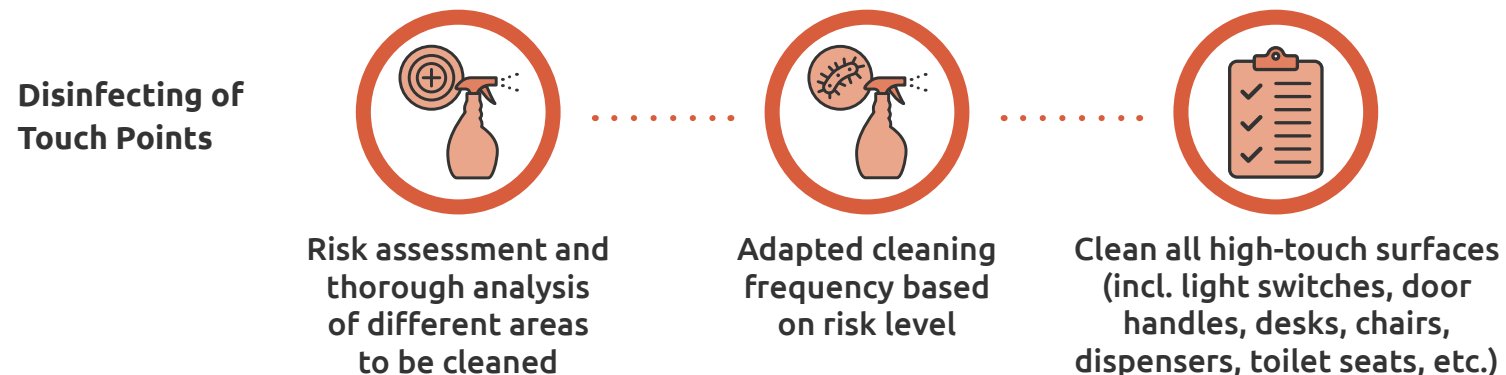 Disinfecting of
Touch Points
Risk assessment and
thorough analysis
of different areas
to be cleaned
Adapted cleaning
frequency based
on risk level
Clean all high-touch surfaces
(incl. light switches, door
handles, desks, chairs,
dispensers, toilet seats, etc.)